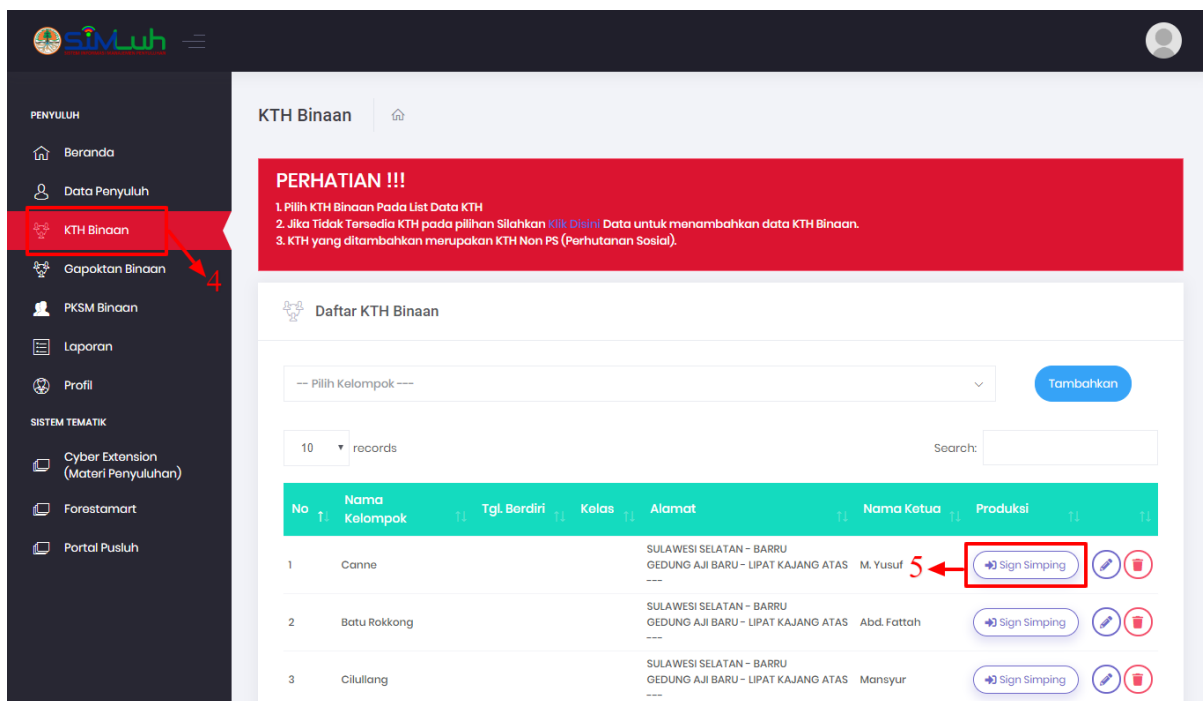 SiMLuh
PENYULUH
Beranda
Data Penyuluh
KTH Binaan
4
Gapoktan Binaan
PKSM Binaan
Laporan
Profil
SISTEM TEMATIK
Cyber Extension
(Materi Penyuluhan)
Forestamart
Portal Pusluh
KTH Binaan
PERHATIAN !!!
1. Pilih KTH Binaan Pada List Data KTH
2. Jika Tidak Tersedia KTH pada pilihan Silahkan Klik Disini Data untuk menambahkan data KTH Binaan.
3. KTH yang ditambahkan merupakan KTH Non PS (Perhutanan Sosial).
Daftar KTH Binaan
-- Pilih Kelompok ---
Tambahkan
10 records
Search:
No Nama Kelompok Tgl. Berdiri Kelas Alamat Nama Ketua Produksi
SULAWESI SELATAN - BARRU
1 Canne GEDUNG AJI BARU - LIPAT KAJANG ATAS M. Yusuf 5 Sign Simping
---
SULAWESI SELATAN - BARRU
2 Batu Rokkong GEDUNG AJI BARU - LIPAT KAJANG ATAS Abd. Fattah Sign Simping
---
SULAWESI SELATAN - BARRU
3 Cilullang GEDUNG AJI BARU - LIPAT KAJANG ATAS Mansyur Sign Simping
---